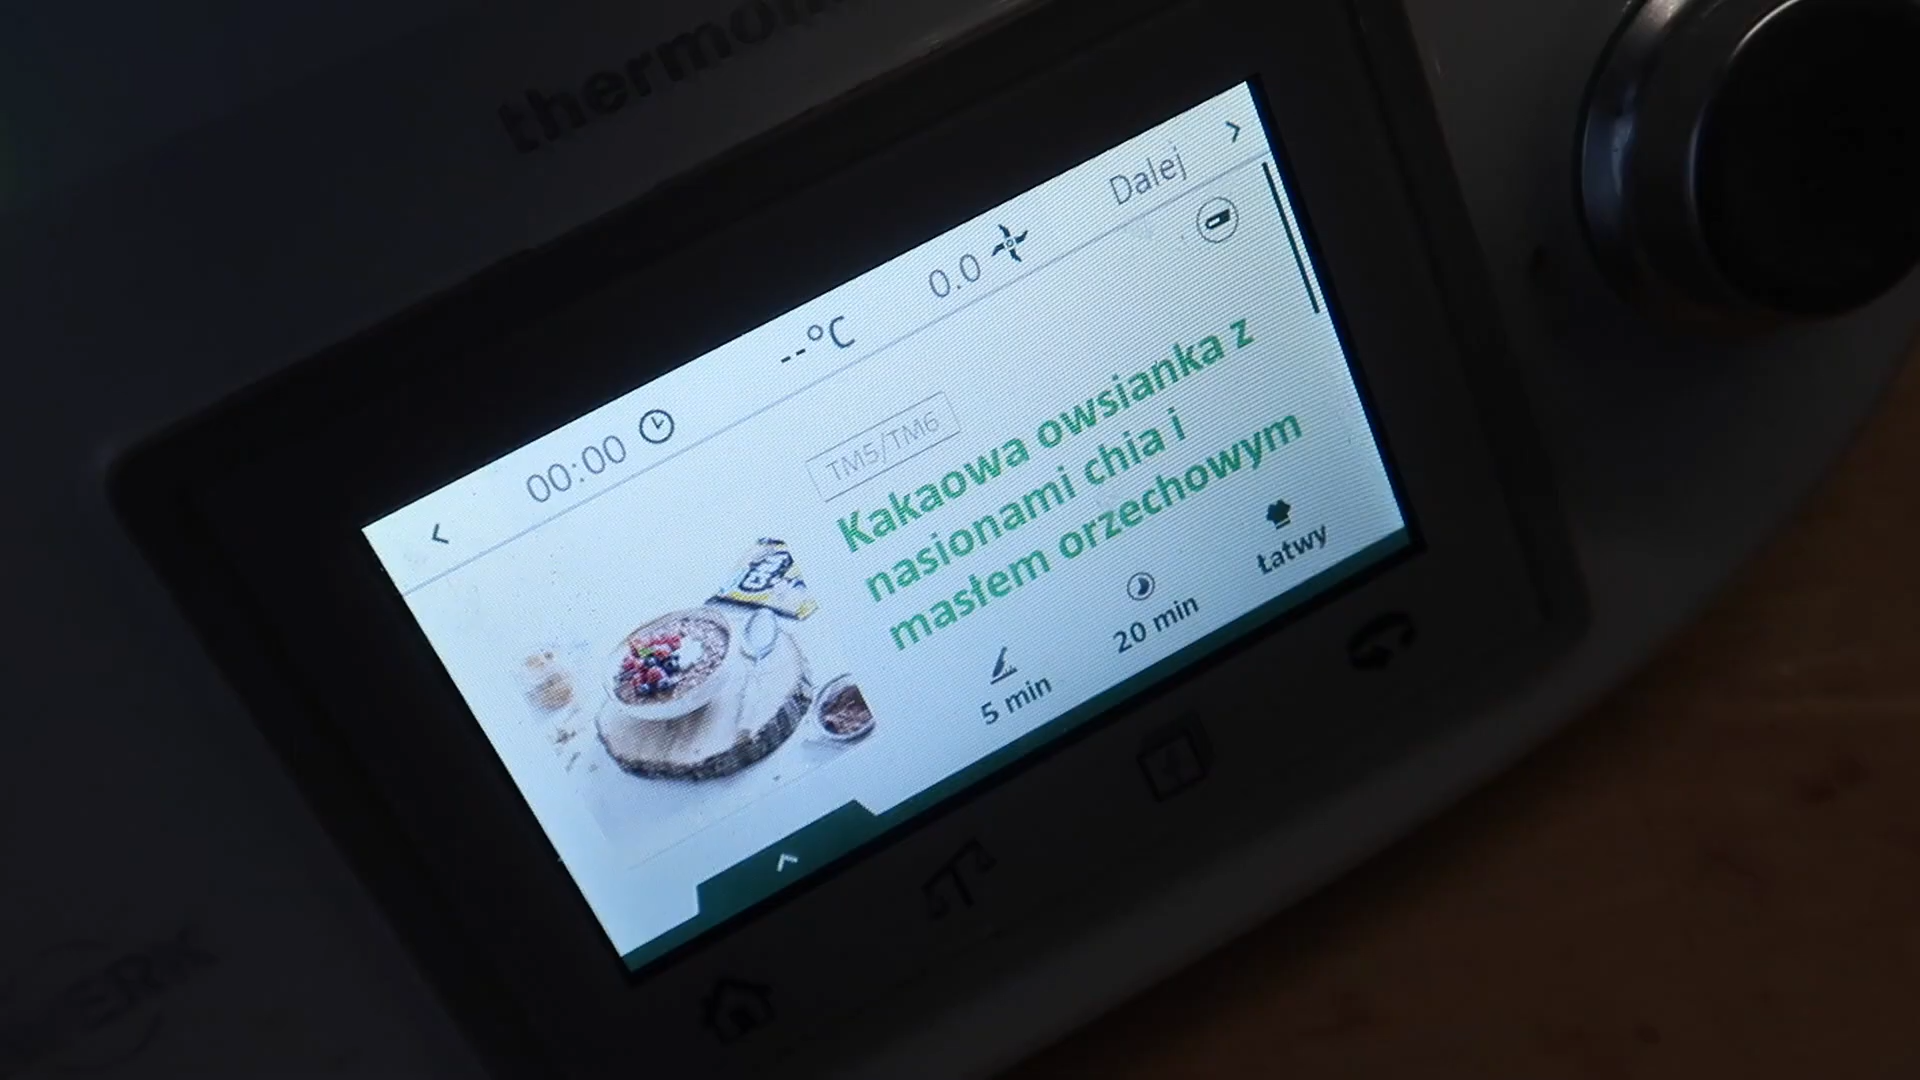 thermomix
00:00
--°C
0.0
Dalej
TM5/TM6
Kakaowa owsianka z
nasionami chia i
masłem orzechowym
5 min
20 min
Łatwy